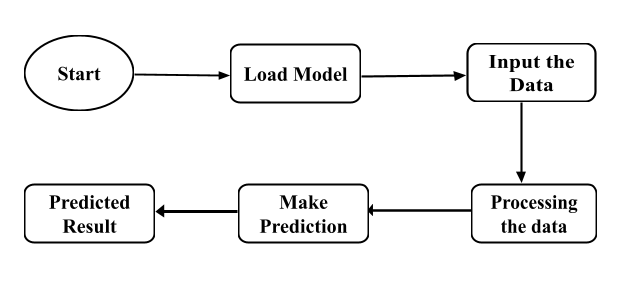 Start
Load Model
Input the
Data
Processing
the data
Make
Prediction
Predicted
Result